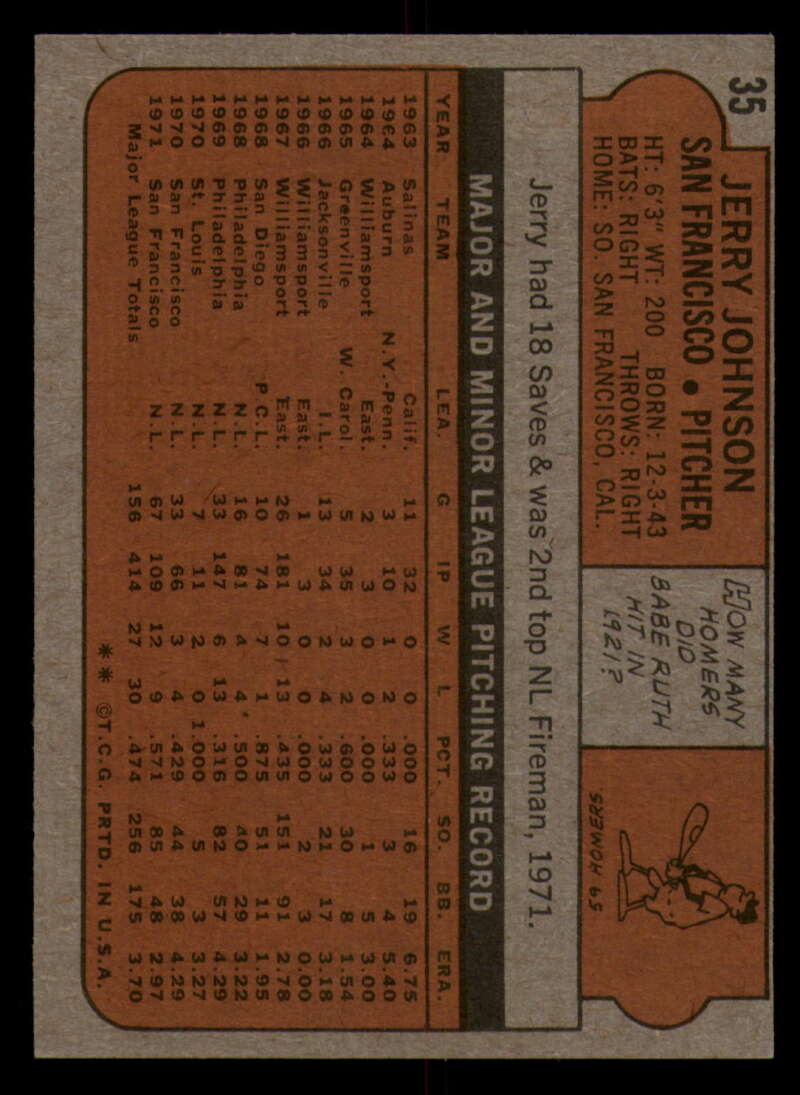 35
JERRY JOHNSON
SAN FRANCISCO • PITCHER
HT: 6'3" WT: 200 BORN: 12-3-43
BATS: RIGHT THROWS: RIGHT
HOME: SO. SAN FRANCISCO, CAL.
HOW MANY
HOMERS
DID
BABE RUTH
HIT IN
1921?
59 HOMERS
Jerry had 18 Saves & was 2nd top NL Fireman, 1971.
MAJOR AND MINOR LEAGUE PITCHING RECORD
YEAR TEAM LEA. G IP W L PCT. SO. BB. ERA.
1963 Salinas Calif. 11 32 0 0 .000 16 19 6.75
1964 Auburn N.Y.-Penn. 3 10 1 2 .333 3 4 5.40
1964 Williamsport East. 2 3 0 0 .000 1 5 3.00
1965 Greenville W. Carol. 5 35 3 2 .600 30 8 1.54
1966 Jacksonville I.L. 13 34 2 4 .333 21 17 3.18
1966 Williamsport East. 1 3 0 0 .000 2 3 0.00
1967 Williamsport East. 26 181 10 13 .435 151 91 2.78
1968 San Diego P.C.L. 10 74 7 1 .875 51 11 1.95
1968 Philadelphia N.L. 16 81 4 4 .500 40 29 3.22
1969 Philadelphia N.L. 33 147 6 13 .316 82 57 4.29
1970 St. Louis N.L. 7 11 2 0 1.000 5 3 3.27
1970 San Francisco N.L. 33 66 3 4 .429 44 38 4.29
1971 San Francisco N.L. 67 109 12 9 .571 85 48 2.97
Major League Totals 156 414 27 30 .474 256 175 3.70
** ©T.C.G. PRTD. IN U.S.A.